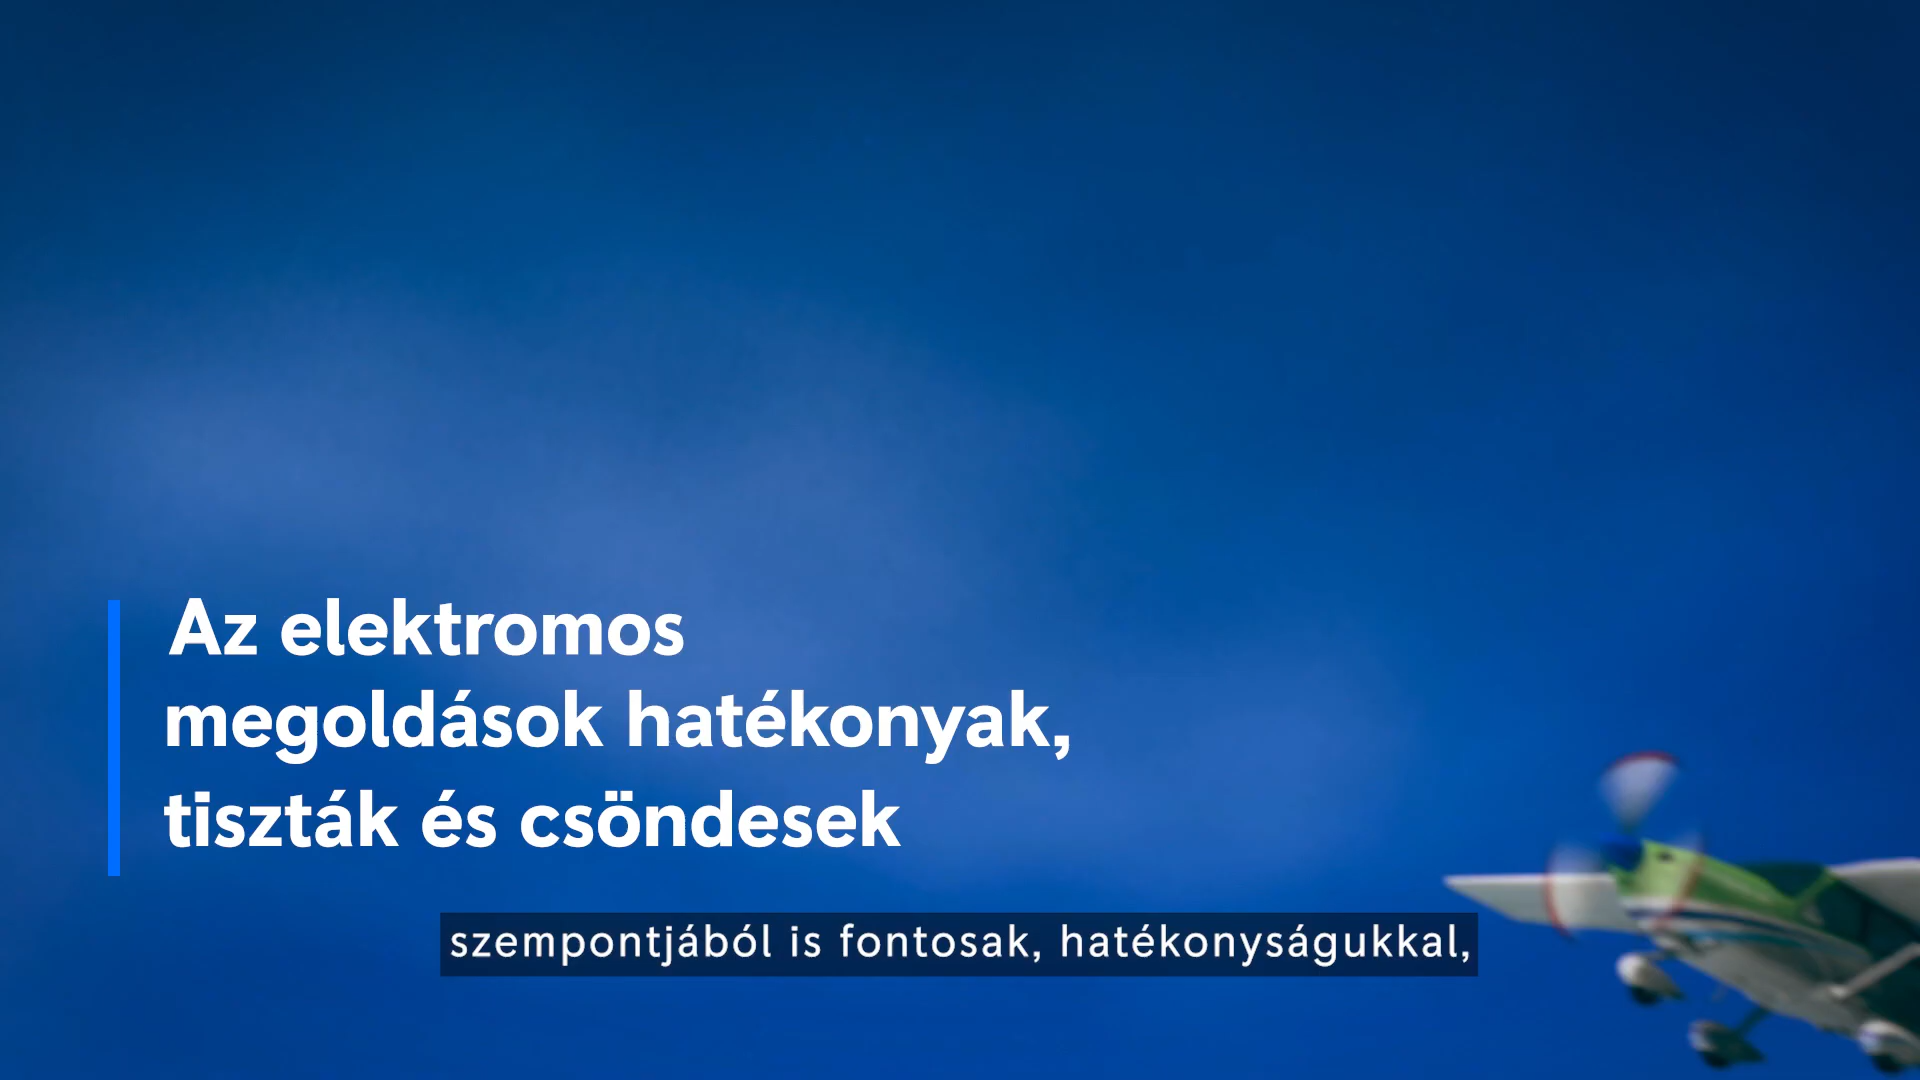 Az elektromos
megoldások hatékonyak,
tiszták és csöndesek
szempontjából is fontosak, hatékonyságukkal,